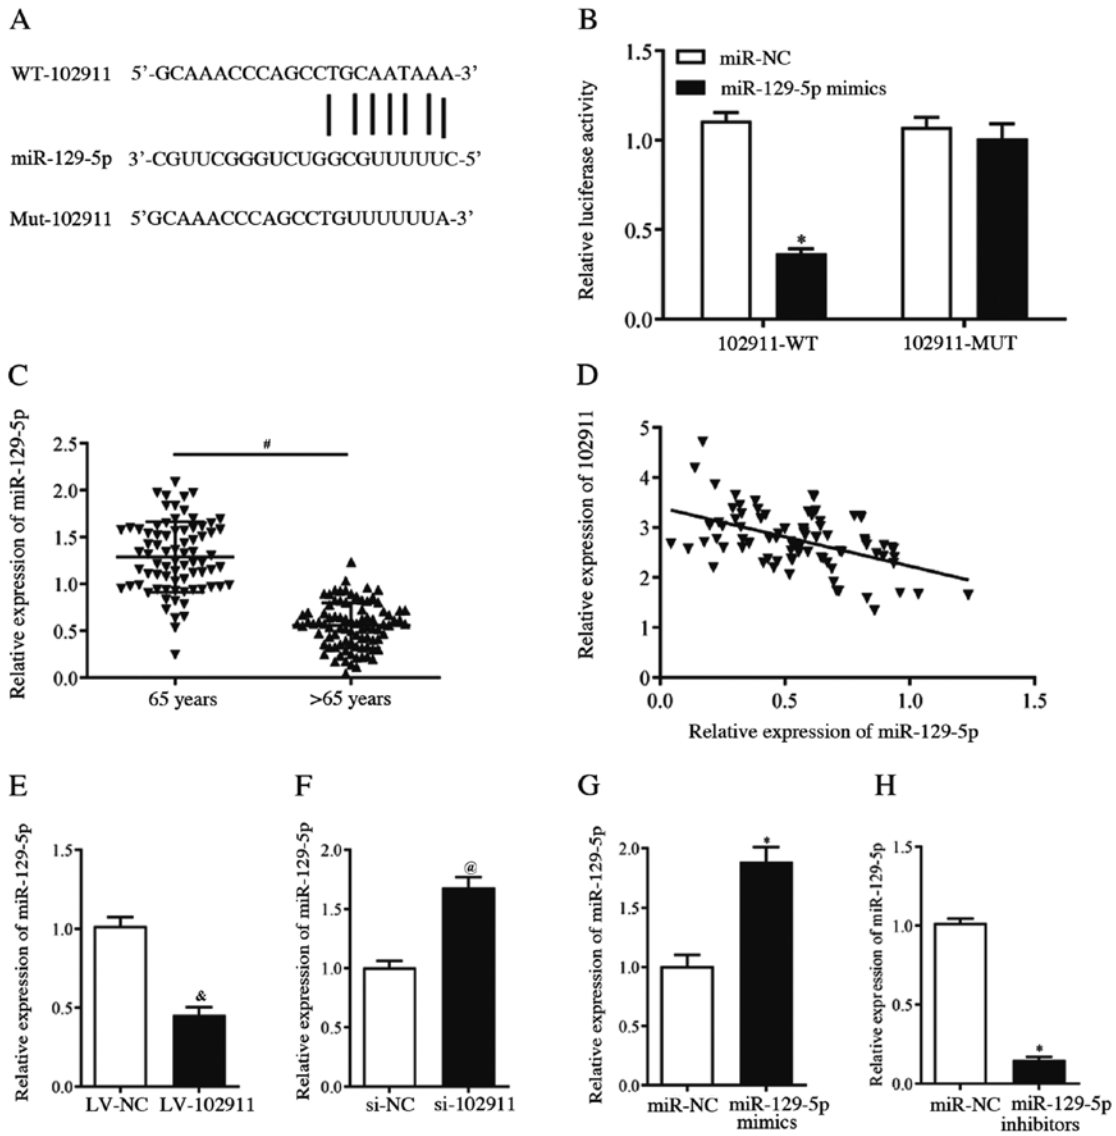 A
WT-102911 5'-GCAAACCCAGCCTGCAATAAA-3'
miR-129-5p 3'-CGUUCGGGUCUGGCGUUUUUUC-5'
Mut-102911 5'GCAAACCCAGCCTGUUUUUUA-3'
B
Relative luciferase activity
1.5
1.0
0.5
0.0
miR-NC
miR-129-5p mimics
*
102911-WT 102911-MUT
C
Relative expression of miR-129-5p
2.5
2.0
1.5
1.0
0.5
0.0
#
65 years >65 years
D
Relative expression of 102911
5
4
3
2
1
0
0.0 0.5 1.0 1.5
Relative expression of miR-129-5p
E
Relative expression of miR-129-5p
1.5
1.0
0.5
0.0
&
LV-NC LV-102911
F
Relative expression of miR-129-5p
2.0
1.5
1.0
0.5
0.0
@
si-NC si-102911
G
Relative expression of miR-129-5p
2.0
1.5
1.0
0.5
0.0
*
miR-NC miR-129-5p
mimics
H
Relative expression of miR-129-5p
1.5
1.0
0.5
0.0
*
miR-NC miR-129-5p
inhibitors